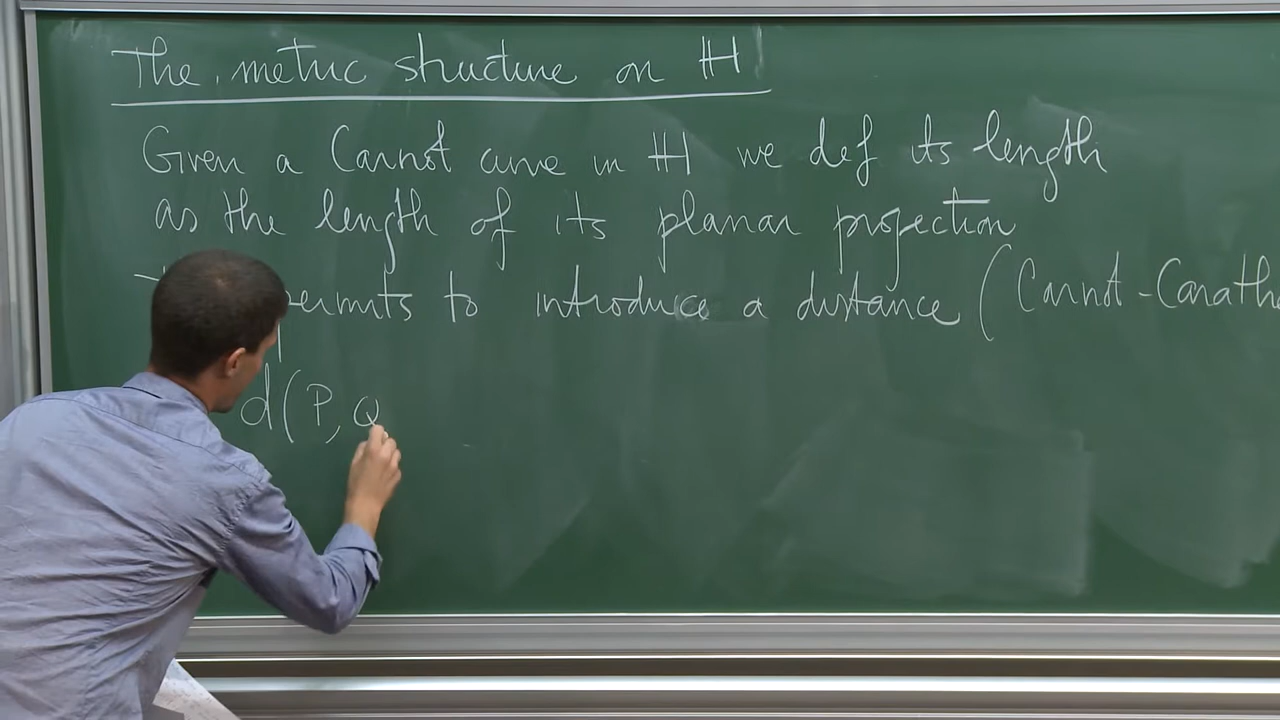 The metric structure on ℍ
Given a Carnot curve in ℍ we def its length
as the length of its planar projection
permits to introduce a distance (Carnot-Carath
d(P, Q